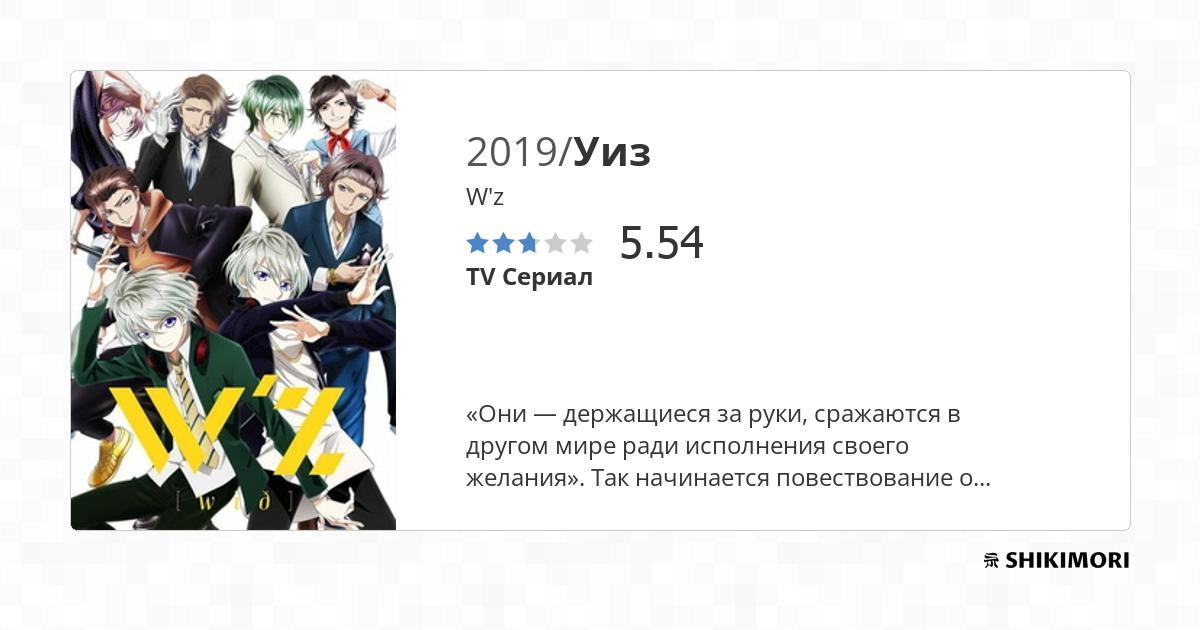 2019/Уиз
W'z
5.54
TV Сериал
«Они — держащиеся за руки, сражаются в
другом мире ради исполнения своего
желания». Так начинается повествование о...
W'z
[wið]
SHIKIMORI